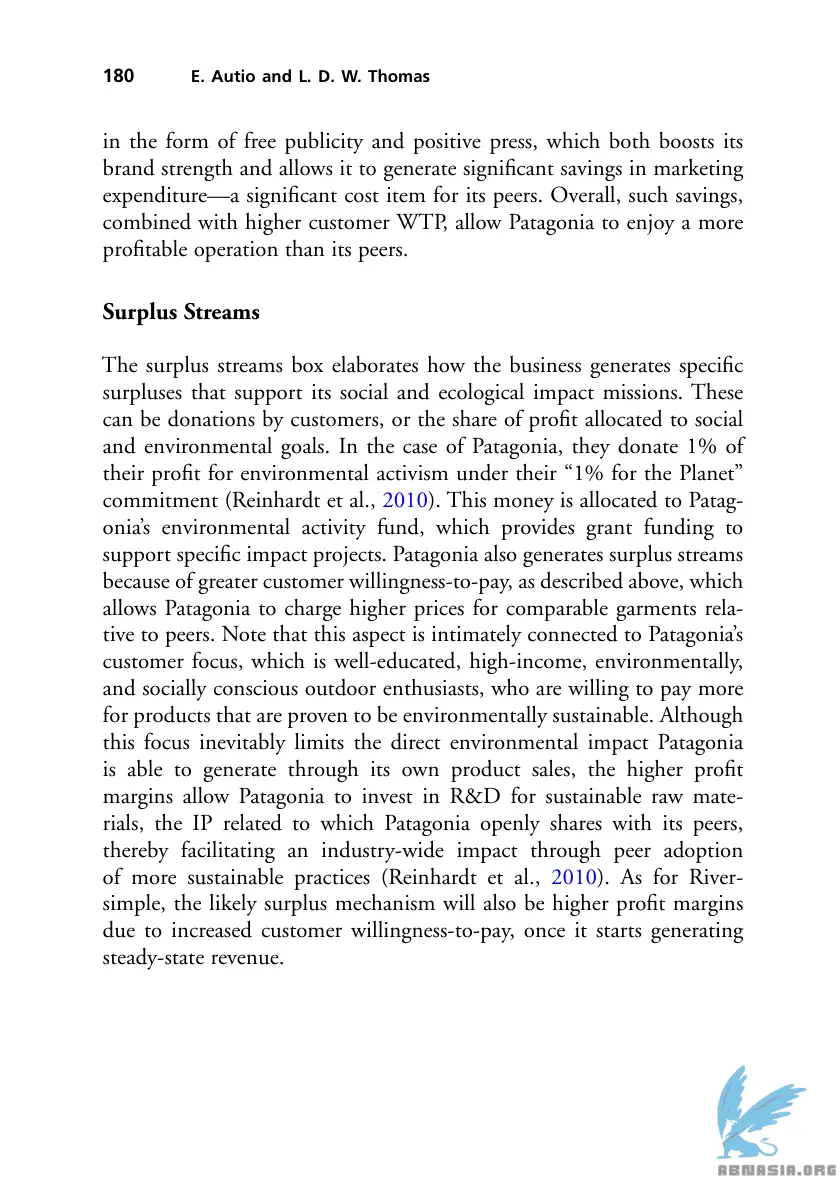 180 E. Autio and L. D. W. Thomas
in the form of free publicity and positive press, which both boosts its
brand strength and allows it to generate significant savings in marketing
expenditure—a significant cost item for its peers. Overall, such savings,
combined with higher customer WTP, allow Patagonia to enjoy a more
profitable operation than its peers.
Surplus Streams
The surplus streams box elaborates how the business generates specific
surpluses that support its social and ecological impact missions. These
can be donations by customers, or the share of profit allocated to social
and environmental goals. In the case of Patagonia, they donate 1% of
their profit for environmental activism under their “1% for the Planet”
commitment (Reinhardt et al., 2010). This money is allocated to Patag-
onia’s environmental activity fund, which provides grant funding to
support specific impact projects. Patagonia also generates surplus streams
because of greater customer willingness-to-pay, as described above, which
allows Patagonia to charge higher prices for comparable garments rela-
tive to peers. Note that this aspect is intimately connected to Patagonia’s
customer focus, which is well-educated, high-income, environmentally,
and socially conscious outdoor enthusiasts, who are willing to pay more
for products that are proven to be environmentally sustainable. Although
this focus inevitably limits the direct environmental impact Patagonia
is able to generate through its own product sales, the higher profit
margins allow Patagonia to invest in R&D for sustainable raw mate-
rials, the IP related to which Patagonia openly shares with its peers,
thereby facilitating an industry-wide impact through peer adoption
of more sustainable practices (Reinhardt et al., 2010). As for River-
simple, the likely surplus mechanism will also be higher profit margins
due to increased customer willingness-to-pay, once it starts generating
steady-state revenue.
ABNASIA.ORG